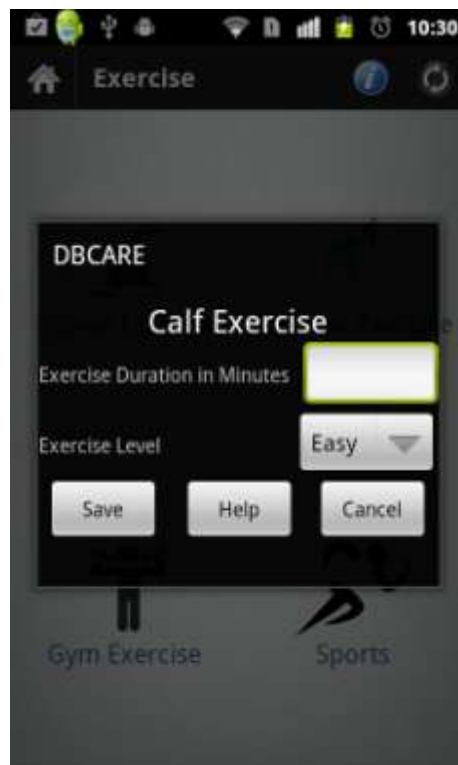 10:30
Exercise
DBCARE
Calf Exercise
Exercise Duration in Minutes
Exercise Level Easy
Save Help Cancel
Gym Exercise Sports